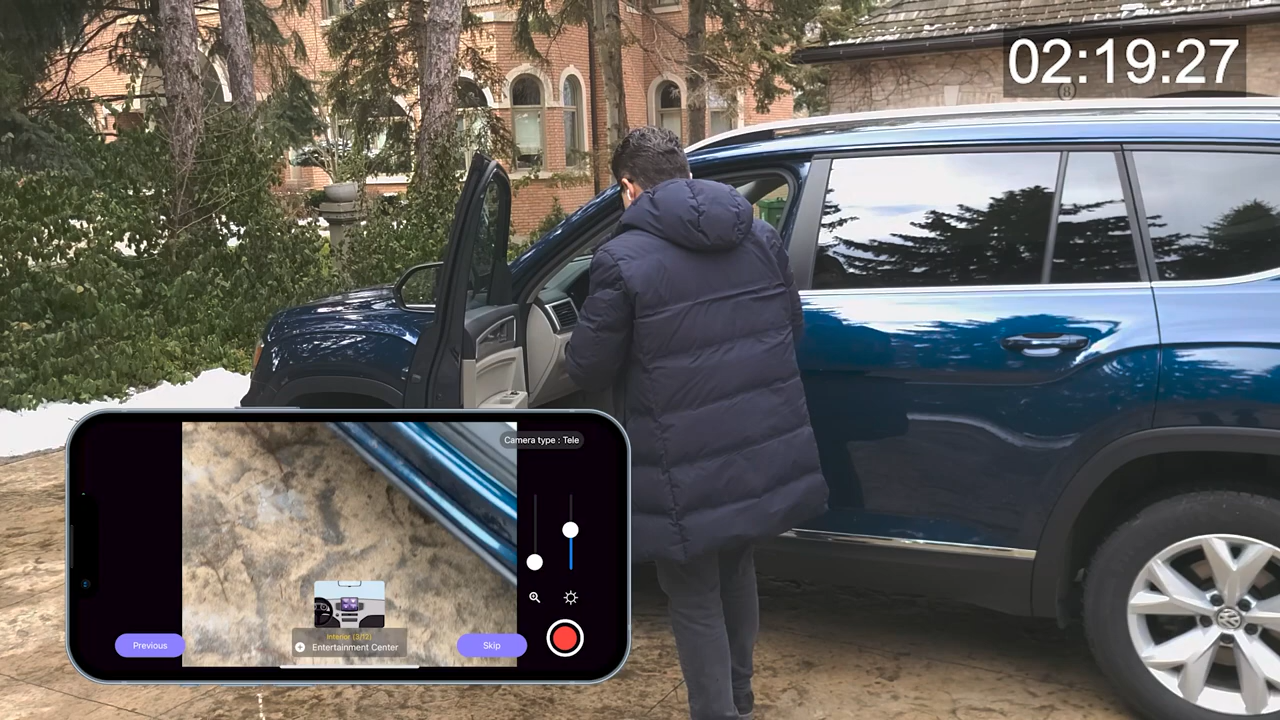 02:19:27
Camera type : Tele
Interior (3/12)
Entertainment Center
Previous
Skip